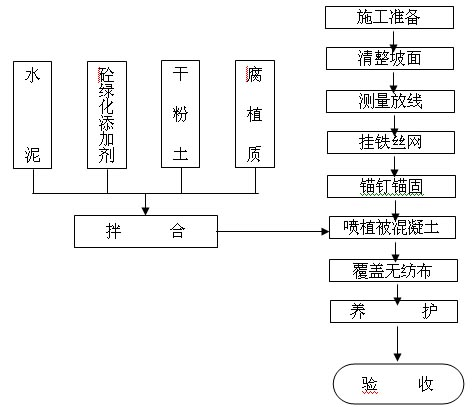 施工准备
清整坡面
测量放线
挂铁丝网
锚钉锚固
喷植被混凝土
覆盖无纺布
养 护
验 收
水泥
砼绿化添加剂
干粉土
腐植质
拌 合